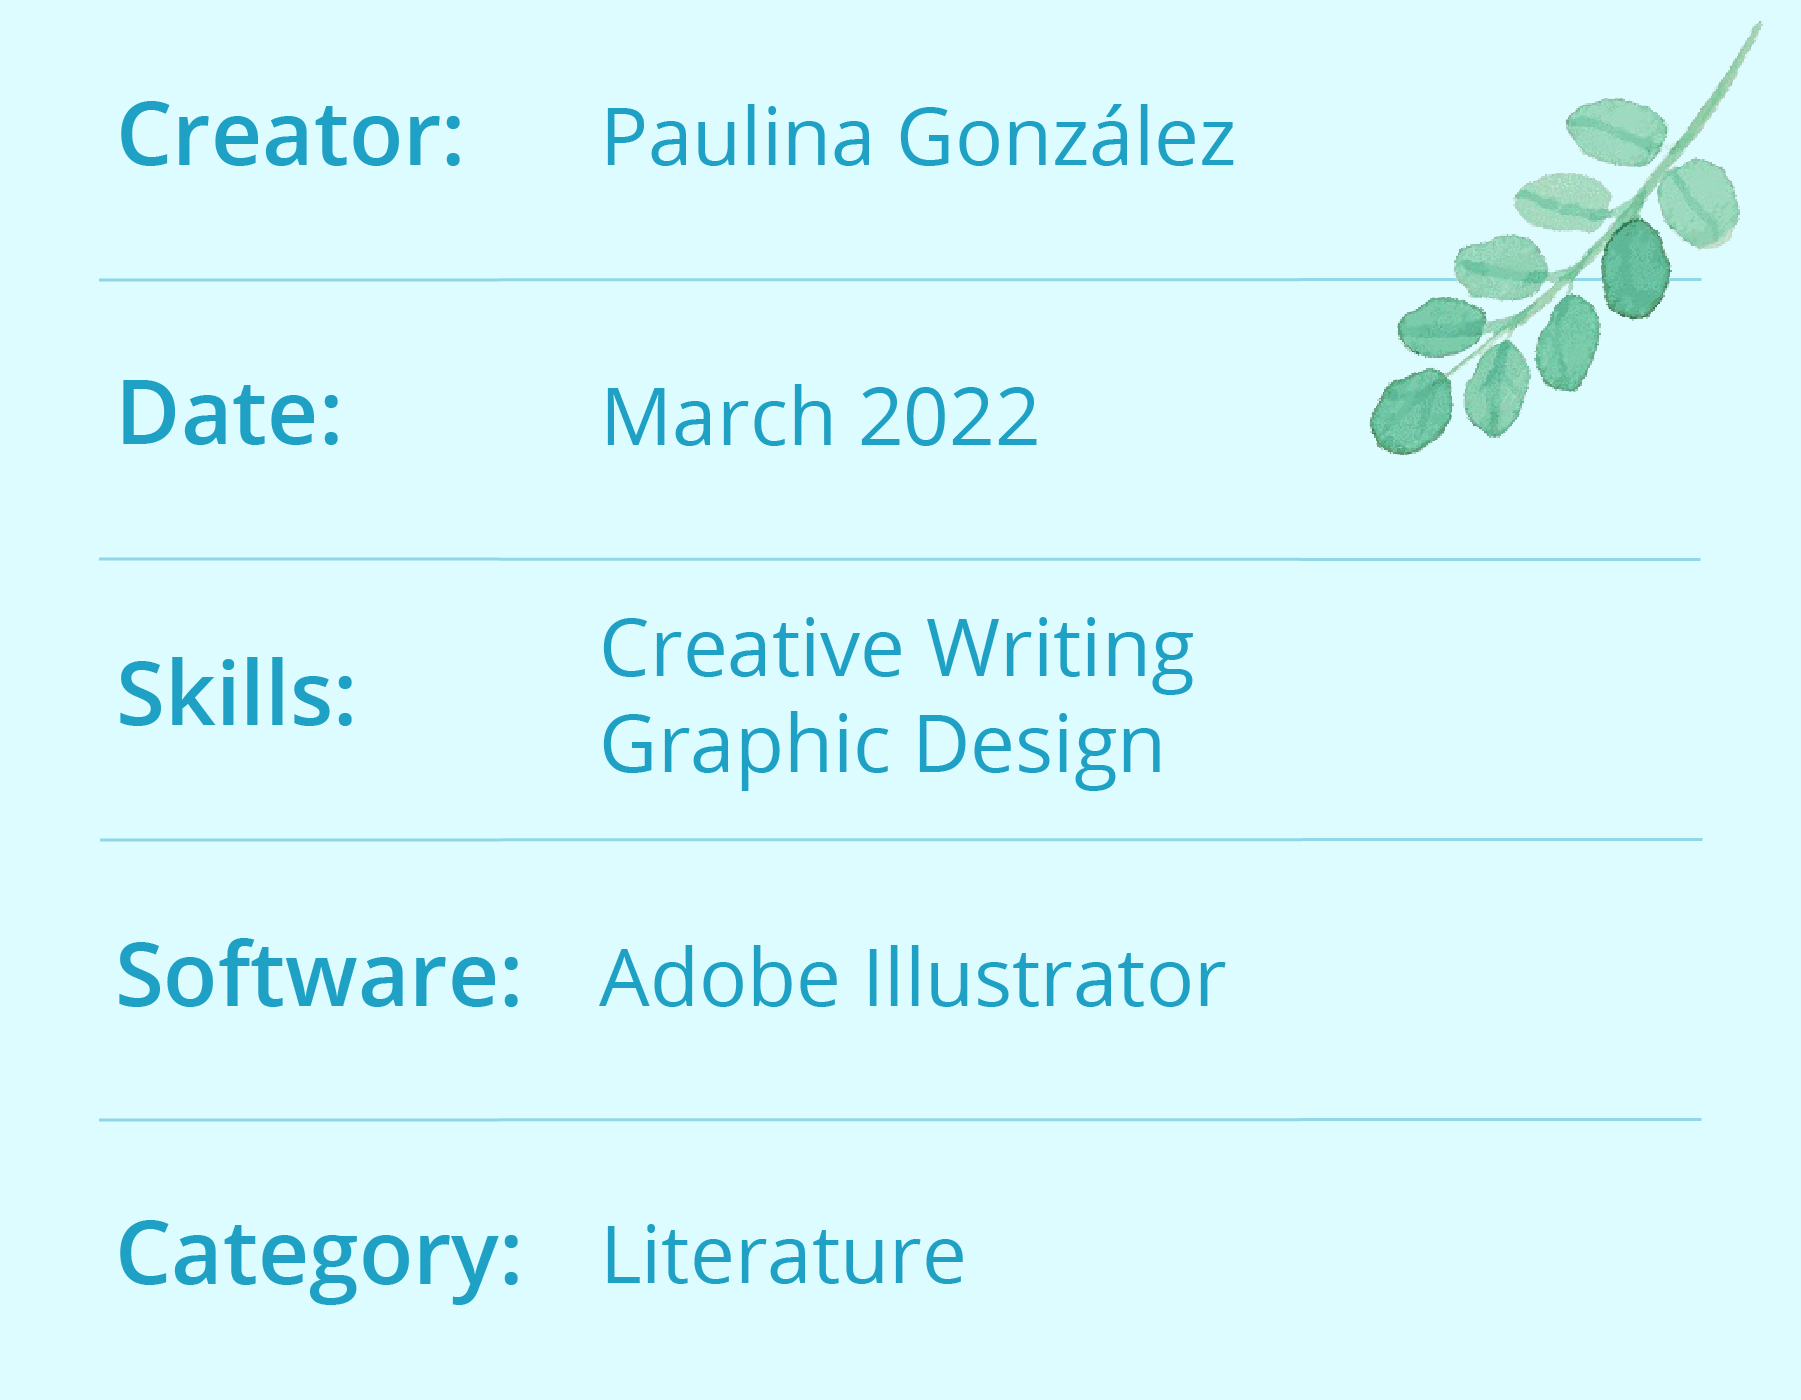 Creator: Paulina González
Date: March 2022
Skills: Creative Writing
Graphic Design
Software: Adobe Illustrator
Category: Literature